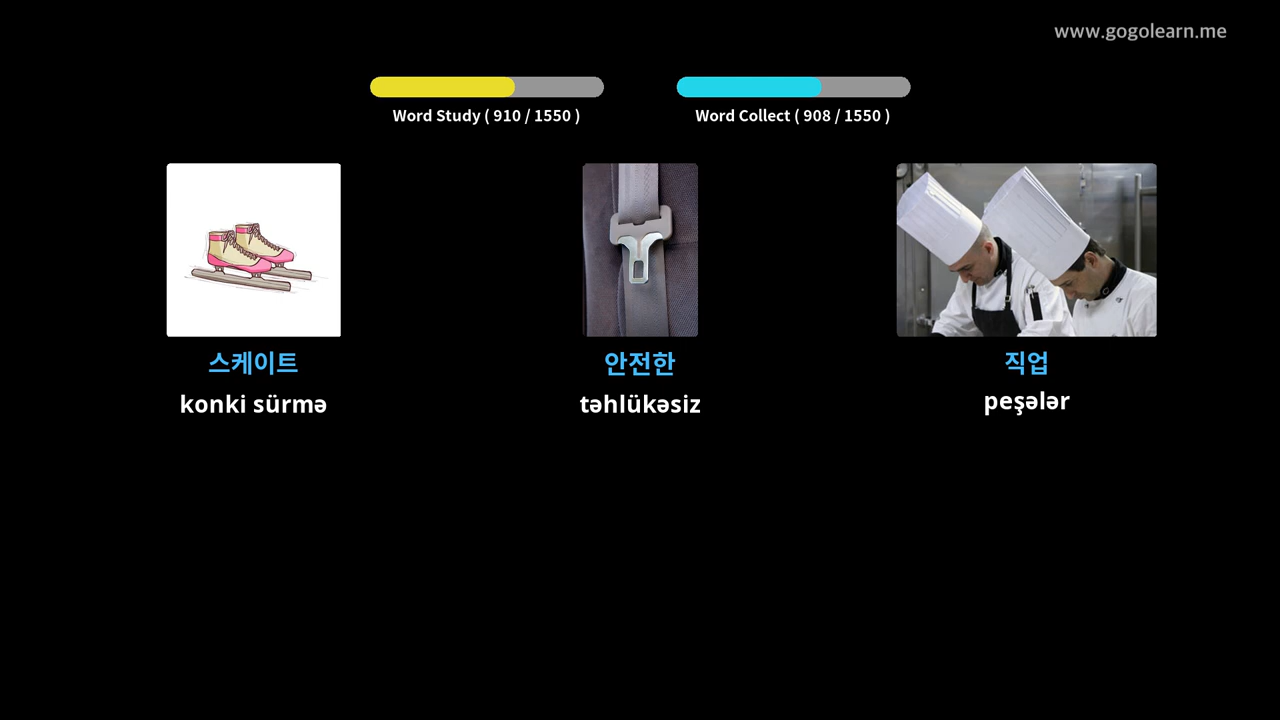 www.gogolearn.me
Word Study ( 910 / 1550 )
Word Collect ( 908 / 1550 )
스케이트
안전한
직업
konki sürmə
təhlükəsiz
peşələr